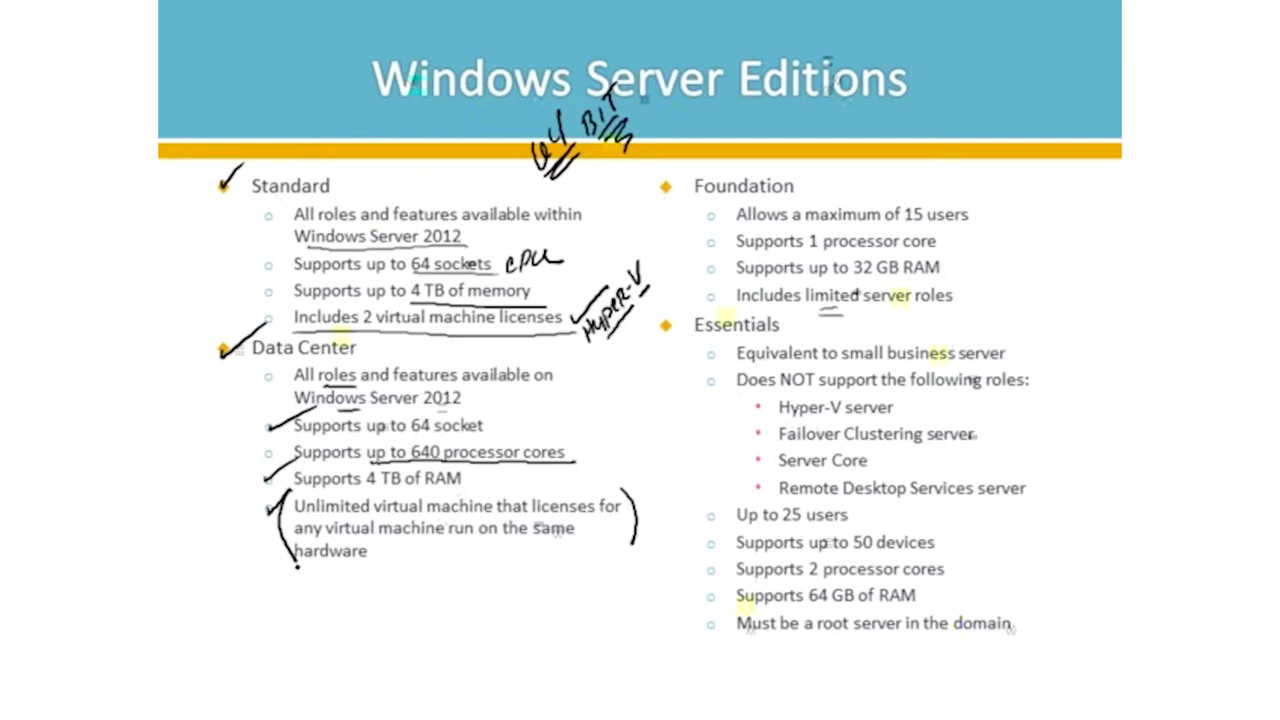 Windows Server Editions
64 BIT
Standard
All roles and features available within
Windows Server 2012
Supports up to 64 sockets CPU
Supports up to 4 TB of memory
Includes 2 virtual machine licenses Hyper-V
Data Center
All roles and features available on
Windows Server 2012
Supports up to 64 socket
Supports up to 640 processor cores
Supports 4 TB of RAM
Unlimited virtual machine that licenses for
any virtual machine run on the same
hardware
Foundation
Allows a maximum of 15 users
Supports 1 processor core
Supports up to 32 GB RAM
Includes limited server roles
Essentials
Equivalent to small business server
Does NOT support the following roles:
Hyper-V server
Failover Clustering server
Server Core
Remote Desktop Services server
Up to 25 users
Supports up to 50 devices
Supports 2 processor cores
Supports 64 GB of RAM
Must be a root server in the domain